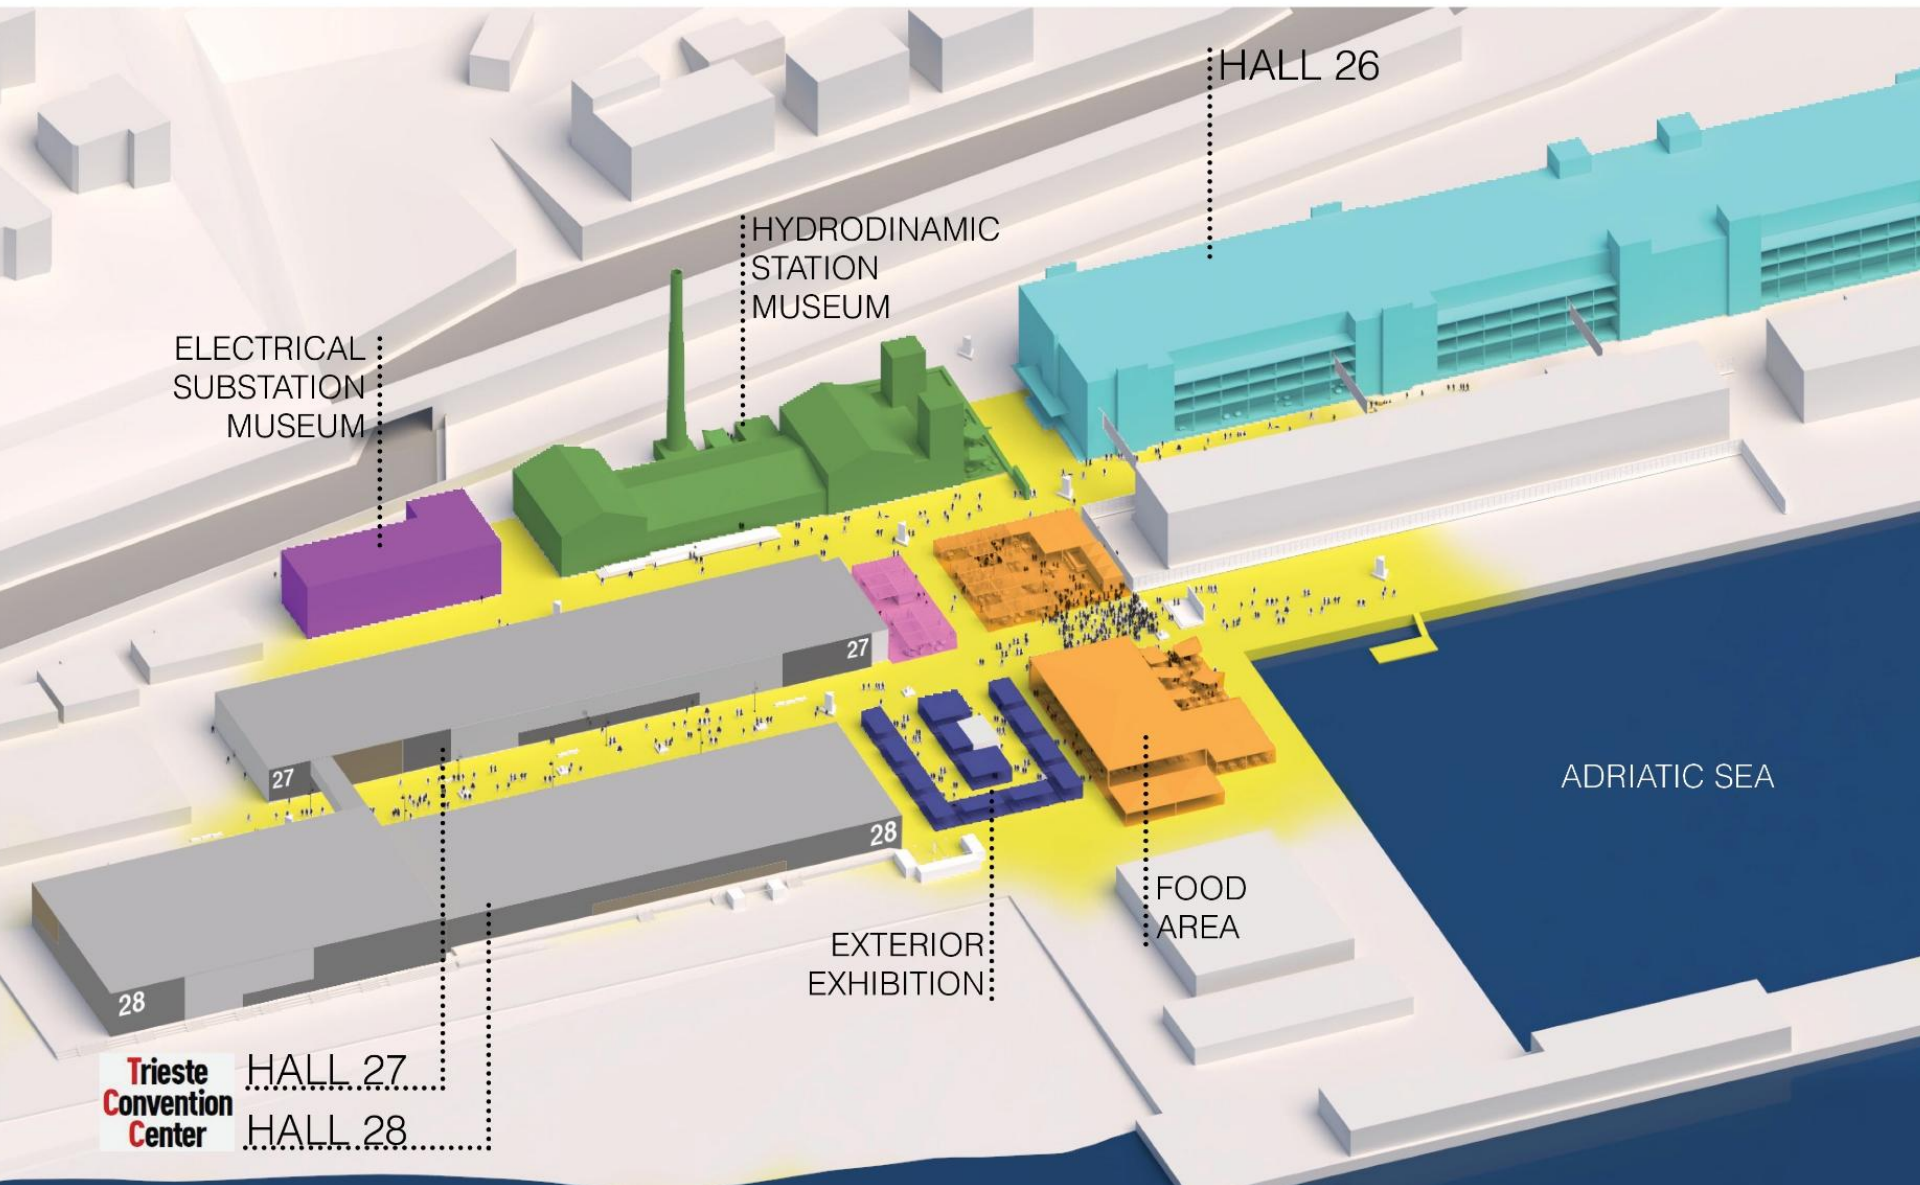 HALL 26
HYDRODINAMIC
STATION
MUSEUM
ELECTRICAL
SUBSTATION
MUSEUM
27
27
ADRIATIC SEA
28
FOOD
AREA
EXTERIOR
EXHIBITION
28
Trieste
Convention
Center
HALL 27
HALL 28